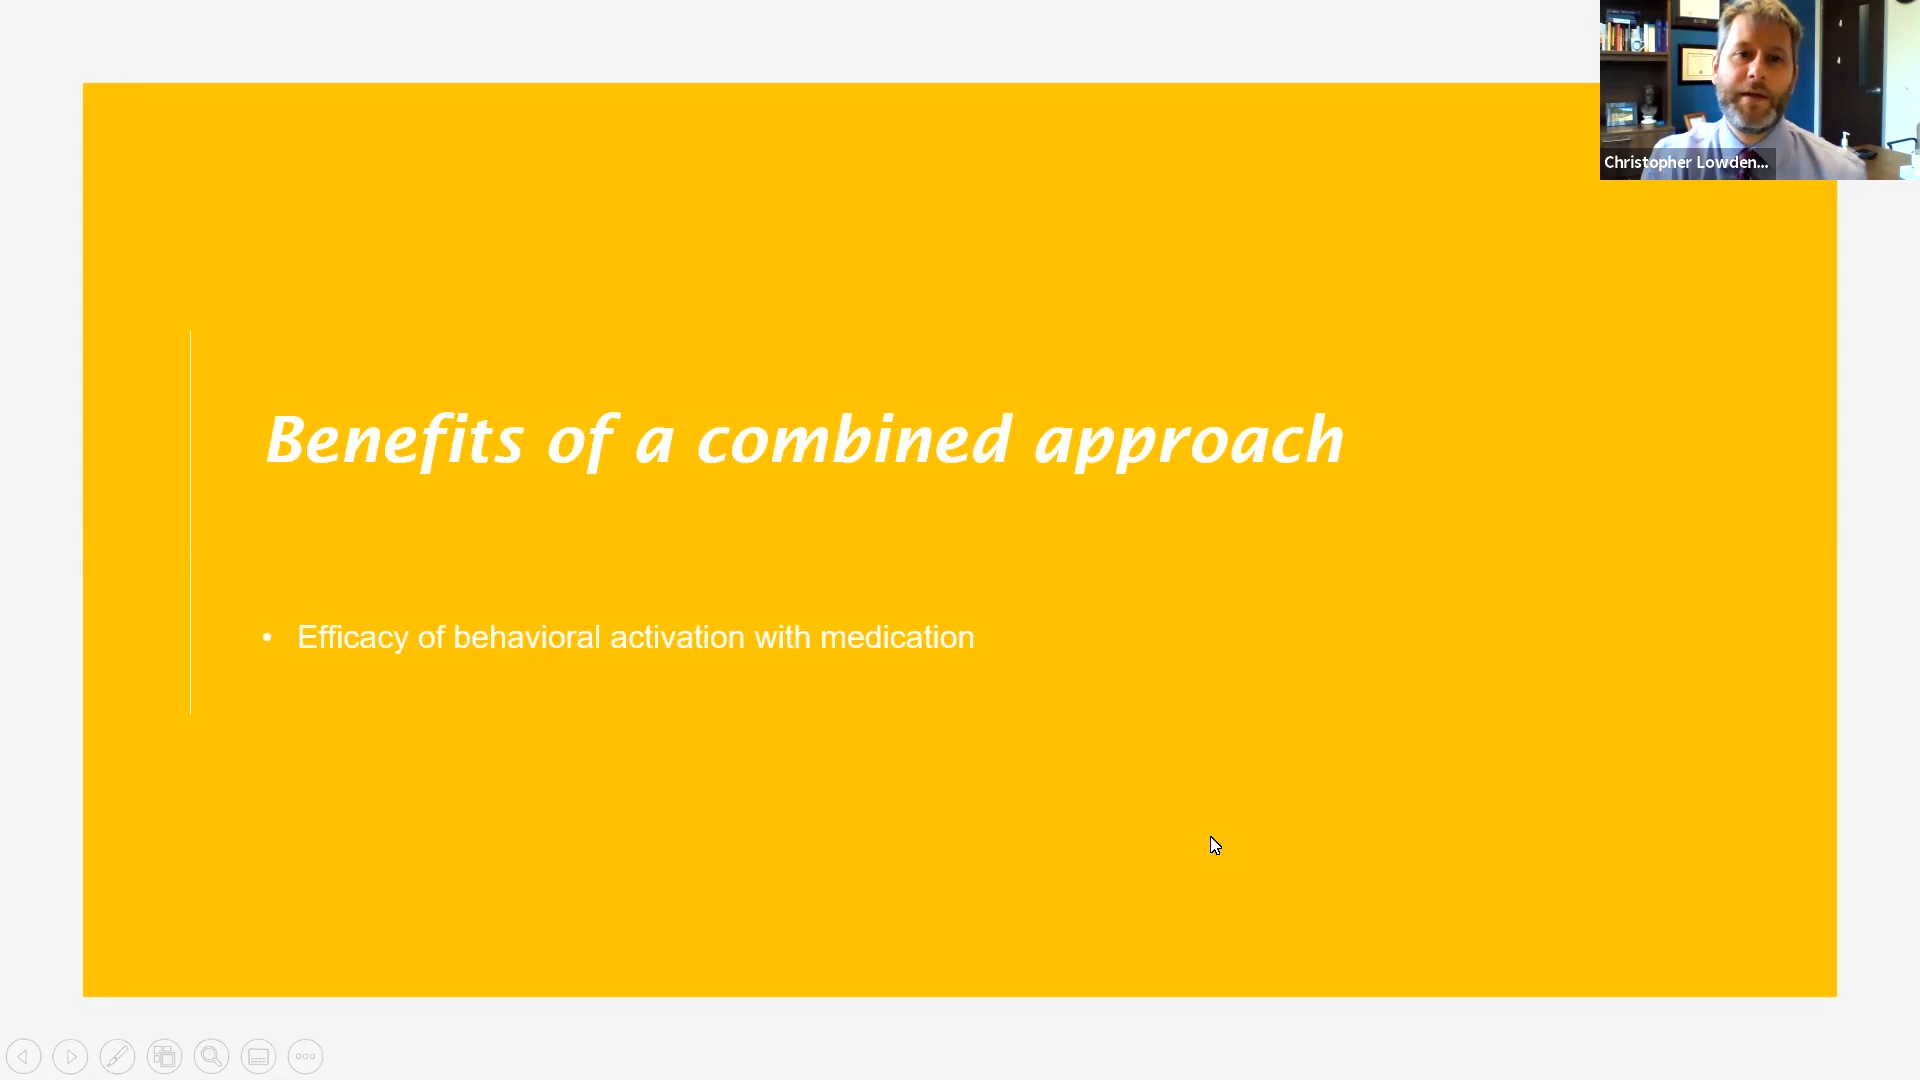 Christopher Lowden...
Benefits of a combined approach
• Efficacy of behavioral activation with medication